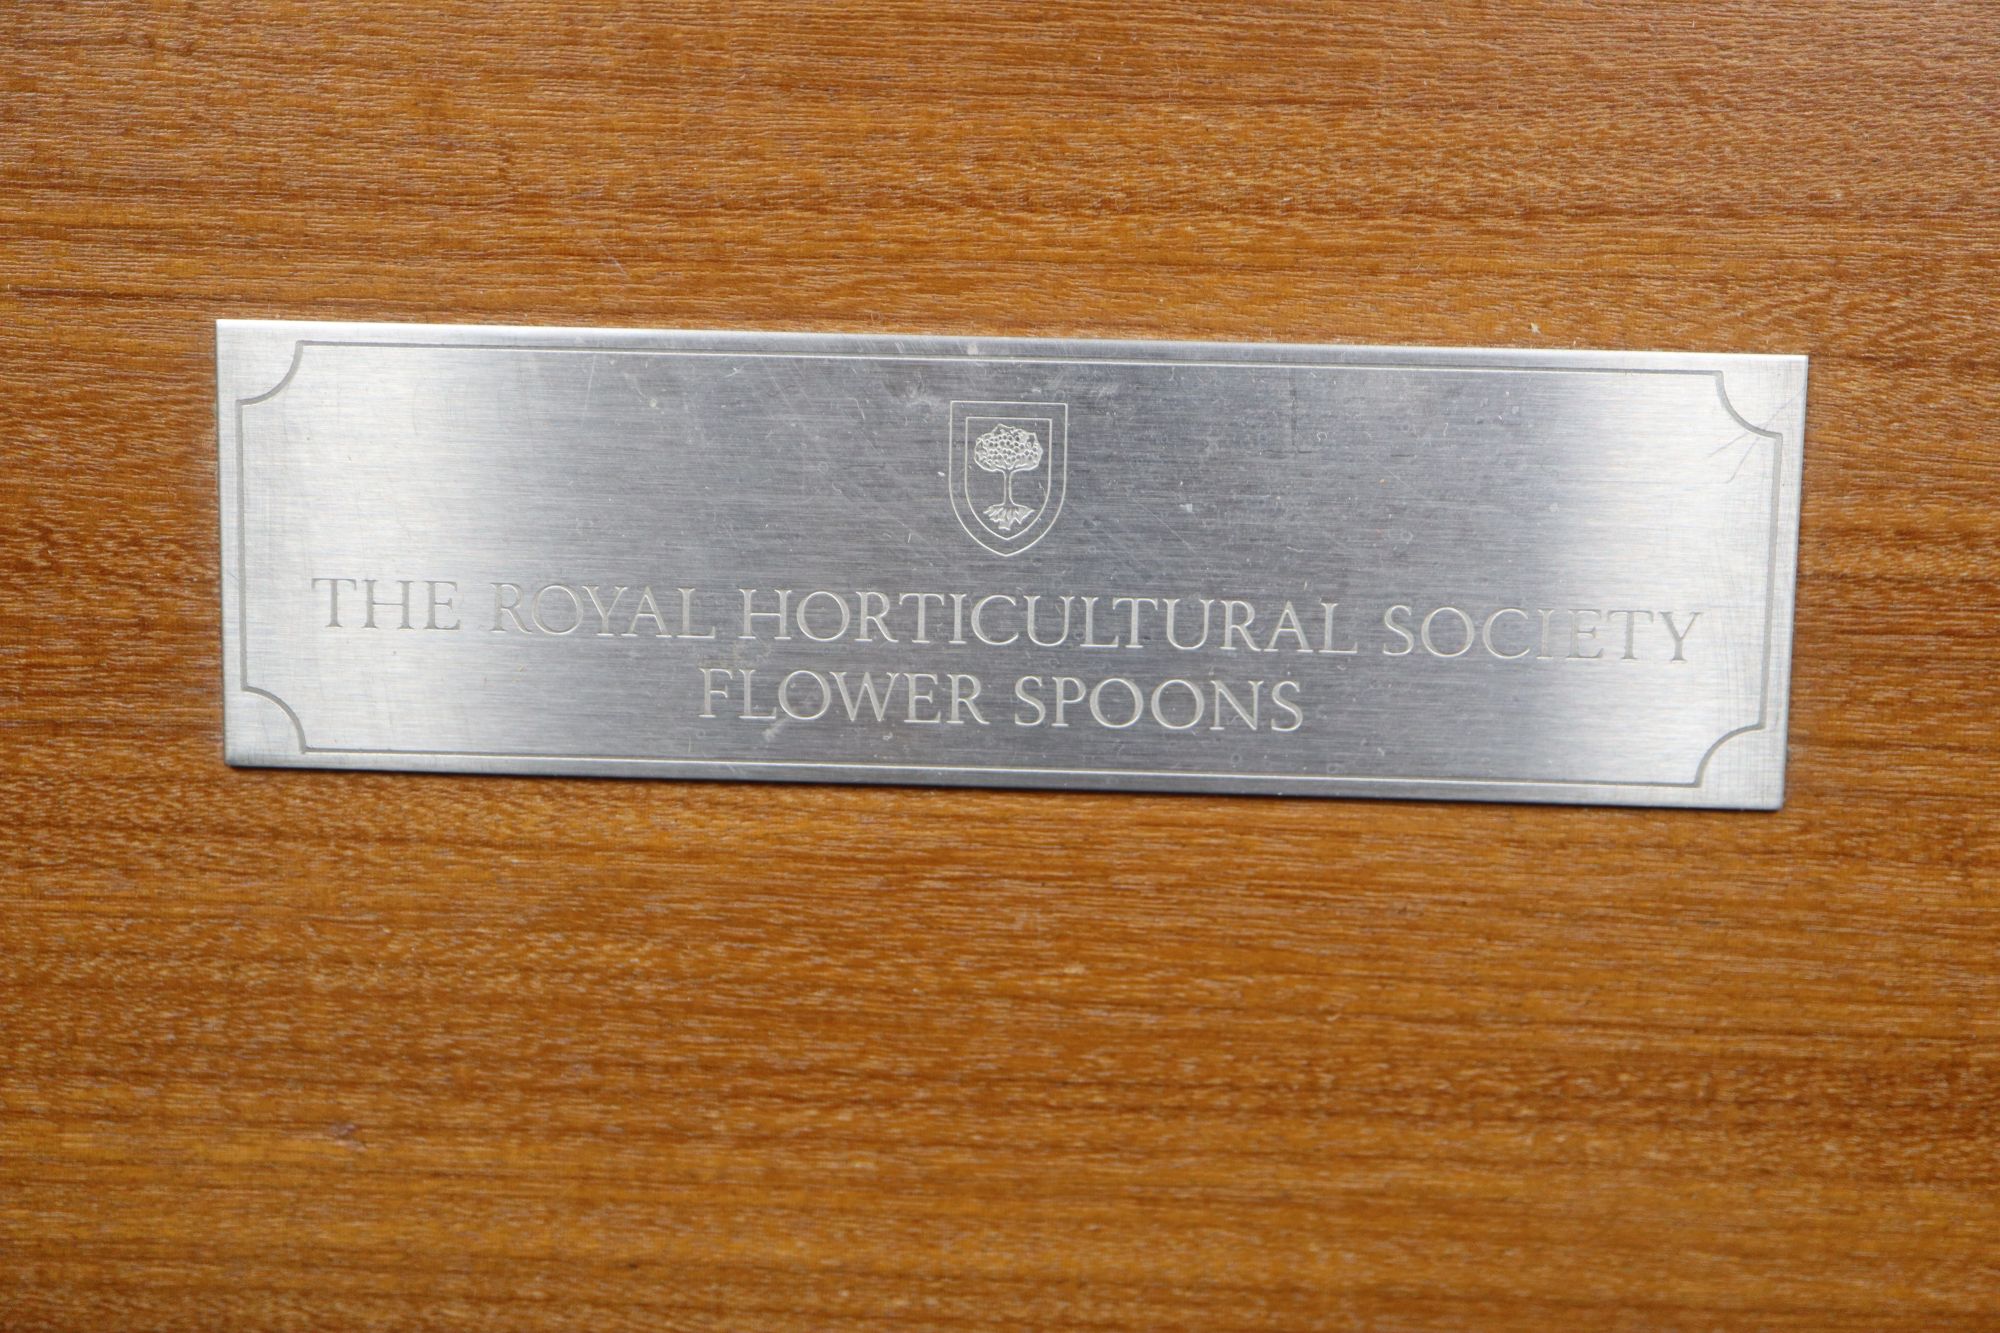 THE ROYAL HORTICULTURAL SOCIETY
FLOWER SPOONS